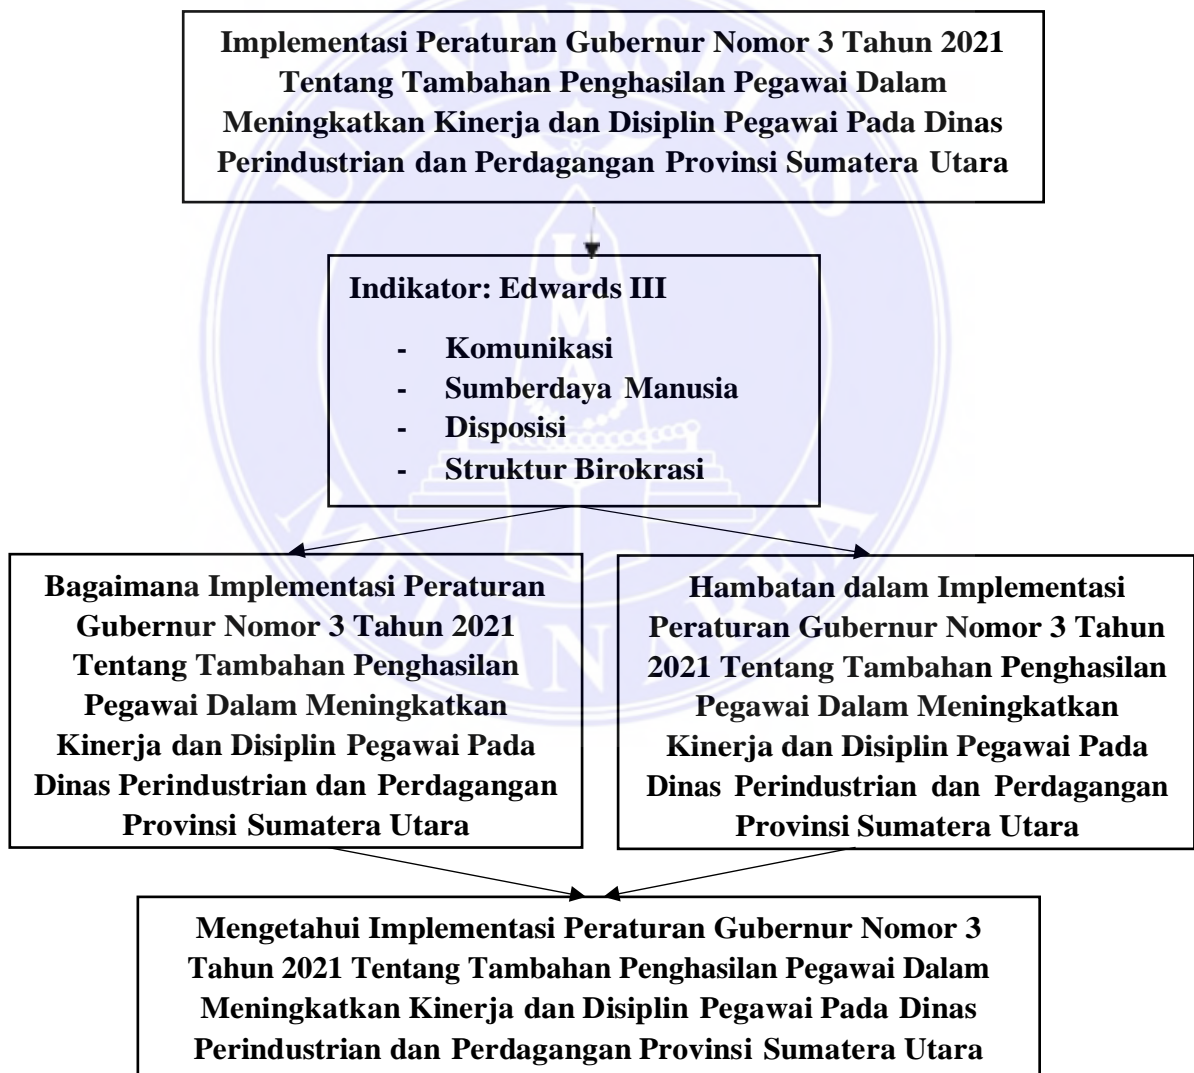 Implementasi Peraturan Gubernur Nomor 3 Tahun 2021
Tentang Tambahan Penghasilan Pegawai Dalam
Meningkatkan Kinerja dan Disiplin Pegawai Pada Dinas
Perindustrian dan Perdagangan Provinsi Sumatera Utara
Indikator: Edwards III
- Komunikasi
- Sumberdaya Manusia
- Disposisi
- Struktur Birokrasi
Bagaimana Implementasi Peraturan
Gubernur Nomor 3 Tahun 2021
Tentang Tambahan Penghasilan
Pegawai Dalam Meningkatkan
Kinerja dan Disiplin Pegawai Pada
Dinas Perindustrian dan Perdagangan
Provinsi Sumatera Utara
Hambatan dalam Implementasi
Peraturan Gubernur Nomor 3 Tahun
2021 Tentang Tambahan Penghasilan
Pegawai Dalam Meningkatkan
Kinerja dan Disiplin Pegawai Pada
Dinas Perindustrian dan Perdagangan
Provinsi Sumatera Utara
Mengetahui Implementasi Peraturan Gubernur Nomor 3
Tahun 2021 Tentang Tambahan Penghasilan Pegawai Dalam
Meningkatkan Kinerja dan Disiplin Pegawai Pada Dinas
Perindustrian dan Perdagangan Provinsi Sumatera Utara
UNIVERSITAS
MEDAN AREA
UMA